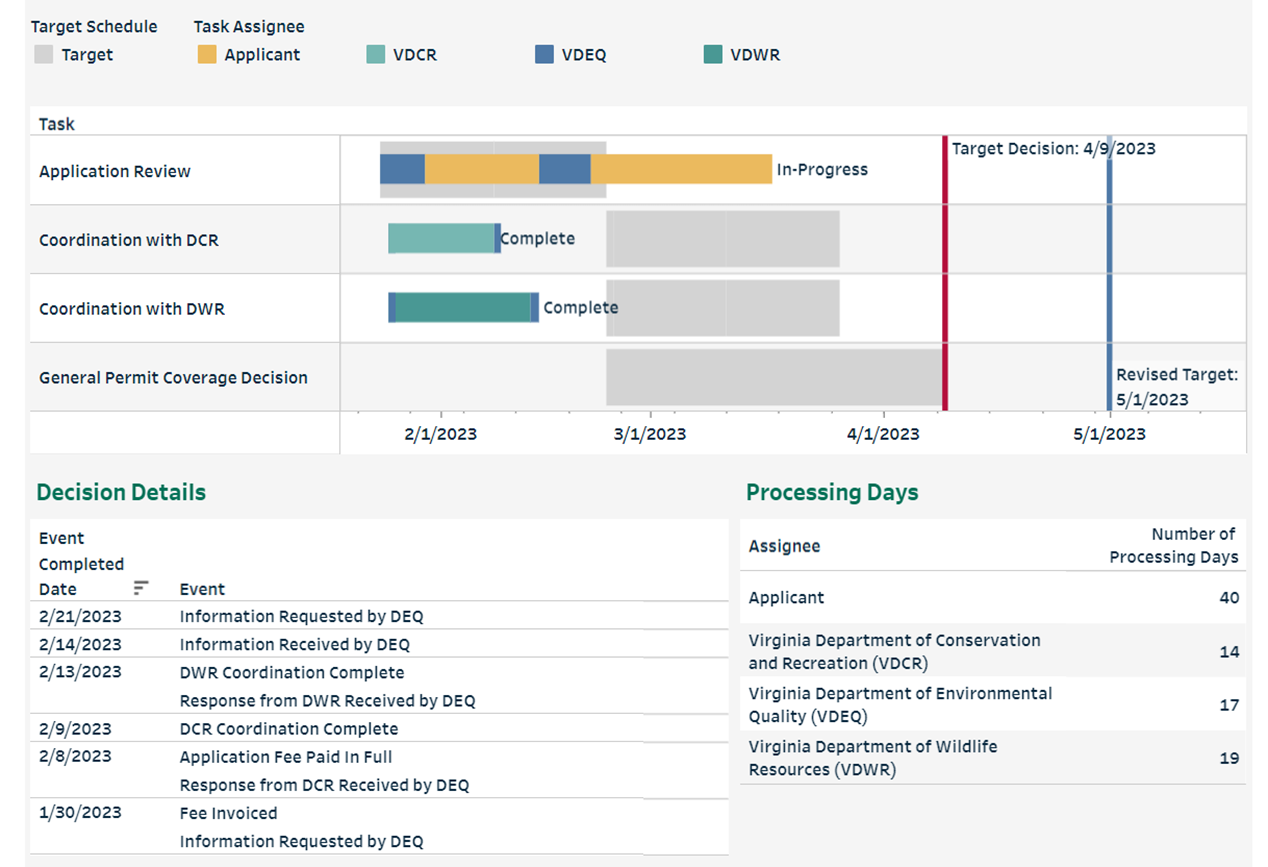 Target Schedule
Task Assignee
Target
Applicant
VDCR
VDEQ
VDWR
Task
Application Review
In-Progress
Target Decision: 4/9/2023
Coordination with DCR
Complete
Coordination with DWR
Complete
General Permit Coverage Decision
Revised Target:
5/1/2023
2/1/2023
3/1/2023
4/1/2023
5/1/2023
Decision Details
Event
Completed
Date
Event
2/21/2023 Information Requested by DEQ
2/14/2023 Information Received by DEQ
2/13/2023 DWR Coordination Complete
Response from DWR Received by DEQ
2/9/2023 DCR Coordination Complete
2/8/2023 Application Fee Paid In Full
Response from DCR Received by DEQ
1/30/2023 Fee Invoiced
Information Requested by DEQ
Processing Days
Assignee
Number of
Processing Days
Applicant 40
Virginia Department of Conservation
and Recreation (VDCR)
14
Virginia Department of Environmental
Quality (VDEQ)
17
Virginia Department of Wildlife
Resources (VDWR)
19